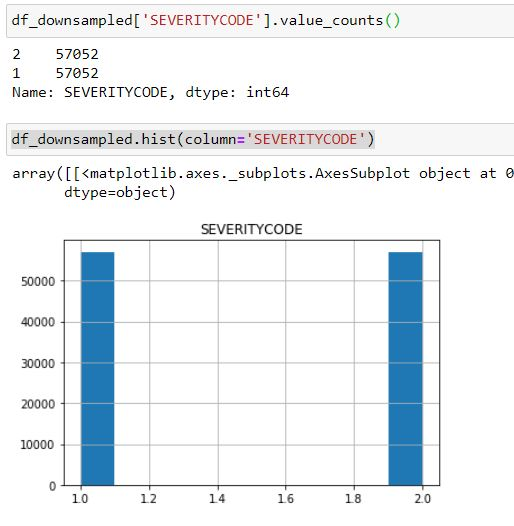 df_downsampled['SEVERITYCODE'].value_counts()
2    57052
1    57052
Name: SEVERITYCODE, dtype: int64
df_downsampled.hist(column='SEVERITYCODE')
array([[<matplotlib.axes._subplots.AxesSubplot object at 0
      dtype=object)
SEVERITYCODE
50000
40000
30000
20000
10000
0
1.0 1.2 1.4 1.6 1.8 2.0